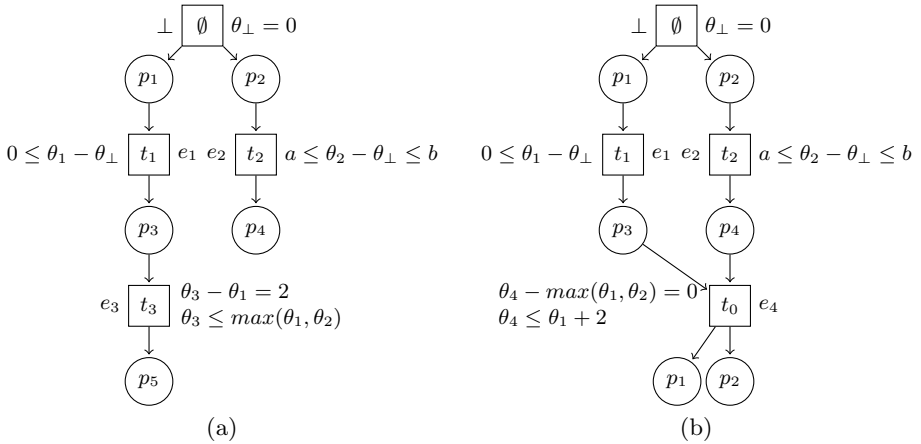 ⊥ ∅ θ⊥ = 0
p1 p2
0 ≤ θ1 − θ⊥ t1 e1 e2 t2 a ≤ θ2 − θ⊥ ≤ b
p3 p4
e3 t3 θ3 − θ1 = 2
θ3 ≤ max(θ1, θ2)
p5
(a)
⊥ ∅ θ⊥ = 0
p1 p2
0 ≤ θ1 − θ⊥ t1 e1 e2 t2 a ≤ θ2 − θ⊥ ≤ b
p3 p4
θ4 − max(θ1, θ2) = 0 t0 e4
θ4 ≤ θ1 + 2
p1 p2
(b)